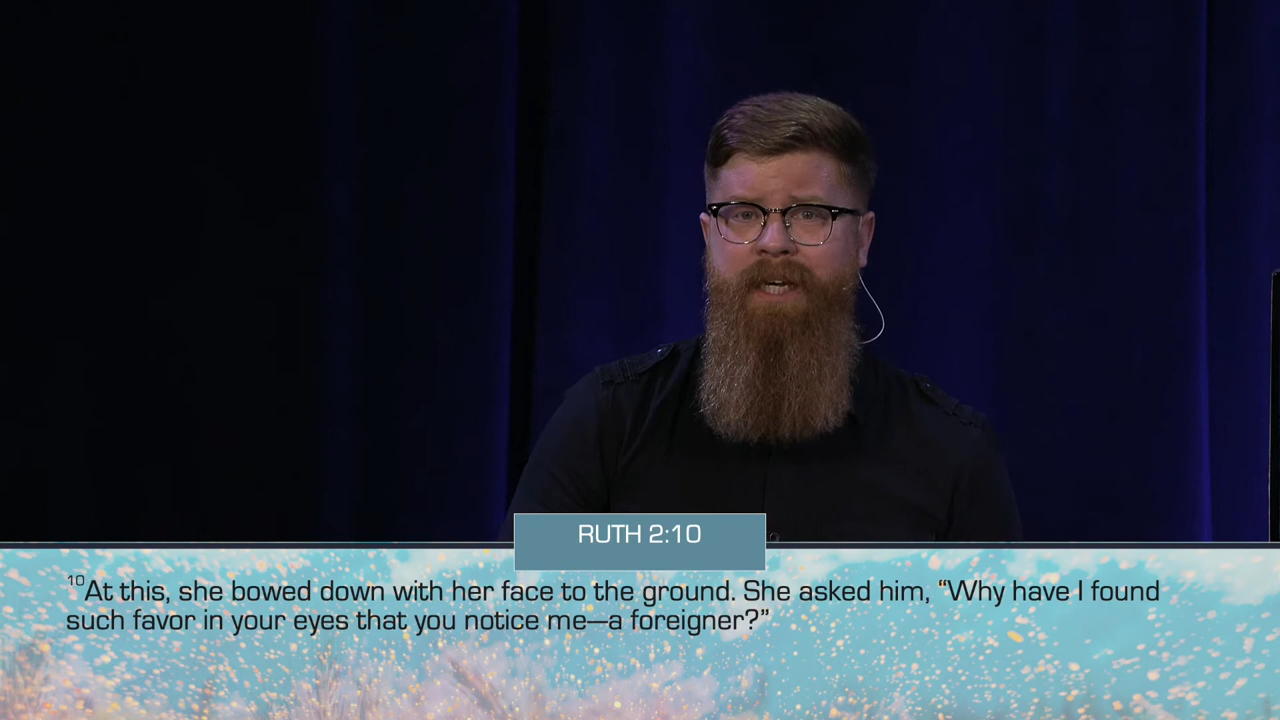 RUTH 2:10
¹⁰At this, she bowed down with her face to the ground. She asked him, “Why have I found
such favor in your eyes that you notice me—a foreigner?”